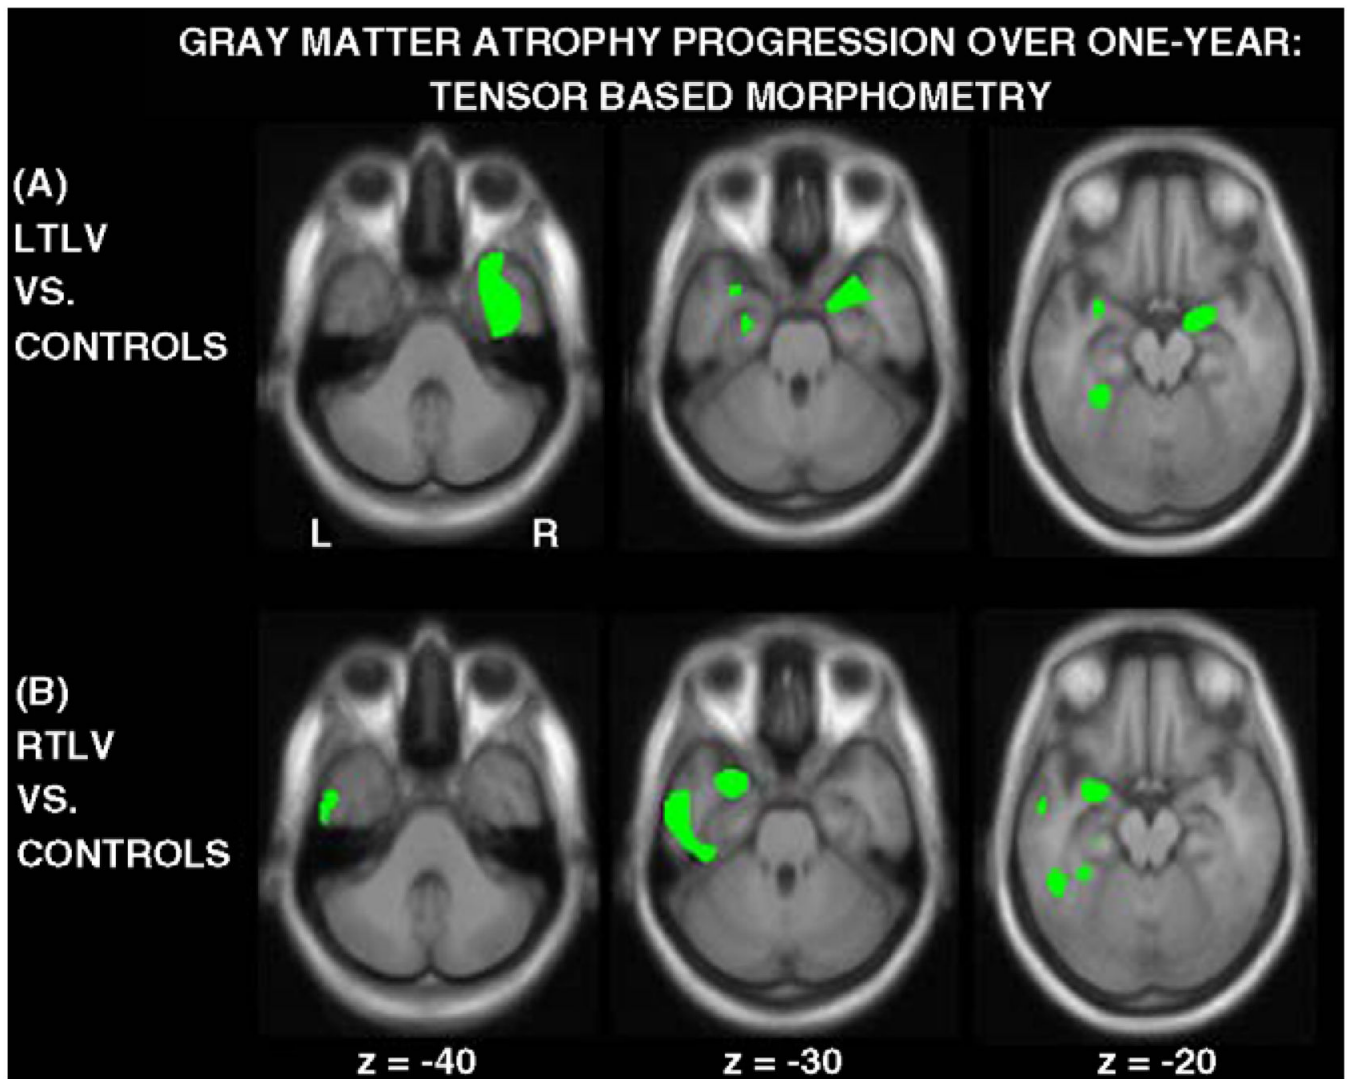 GRAY MATTER ATROPHY PROGRESSION OVER ONE-YEAR:
TENSOR BASED MORPHOMETRY
(A)
LTLV
VS.
CONTROLS
L R
(B)
RTLV
VS.
CONTROLS
z = -40 z = -30 z = -20